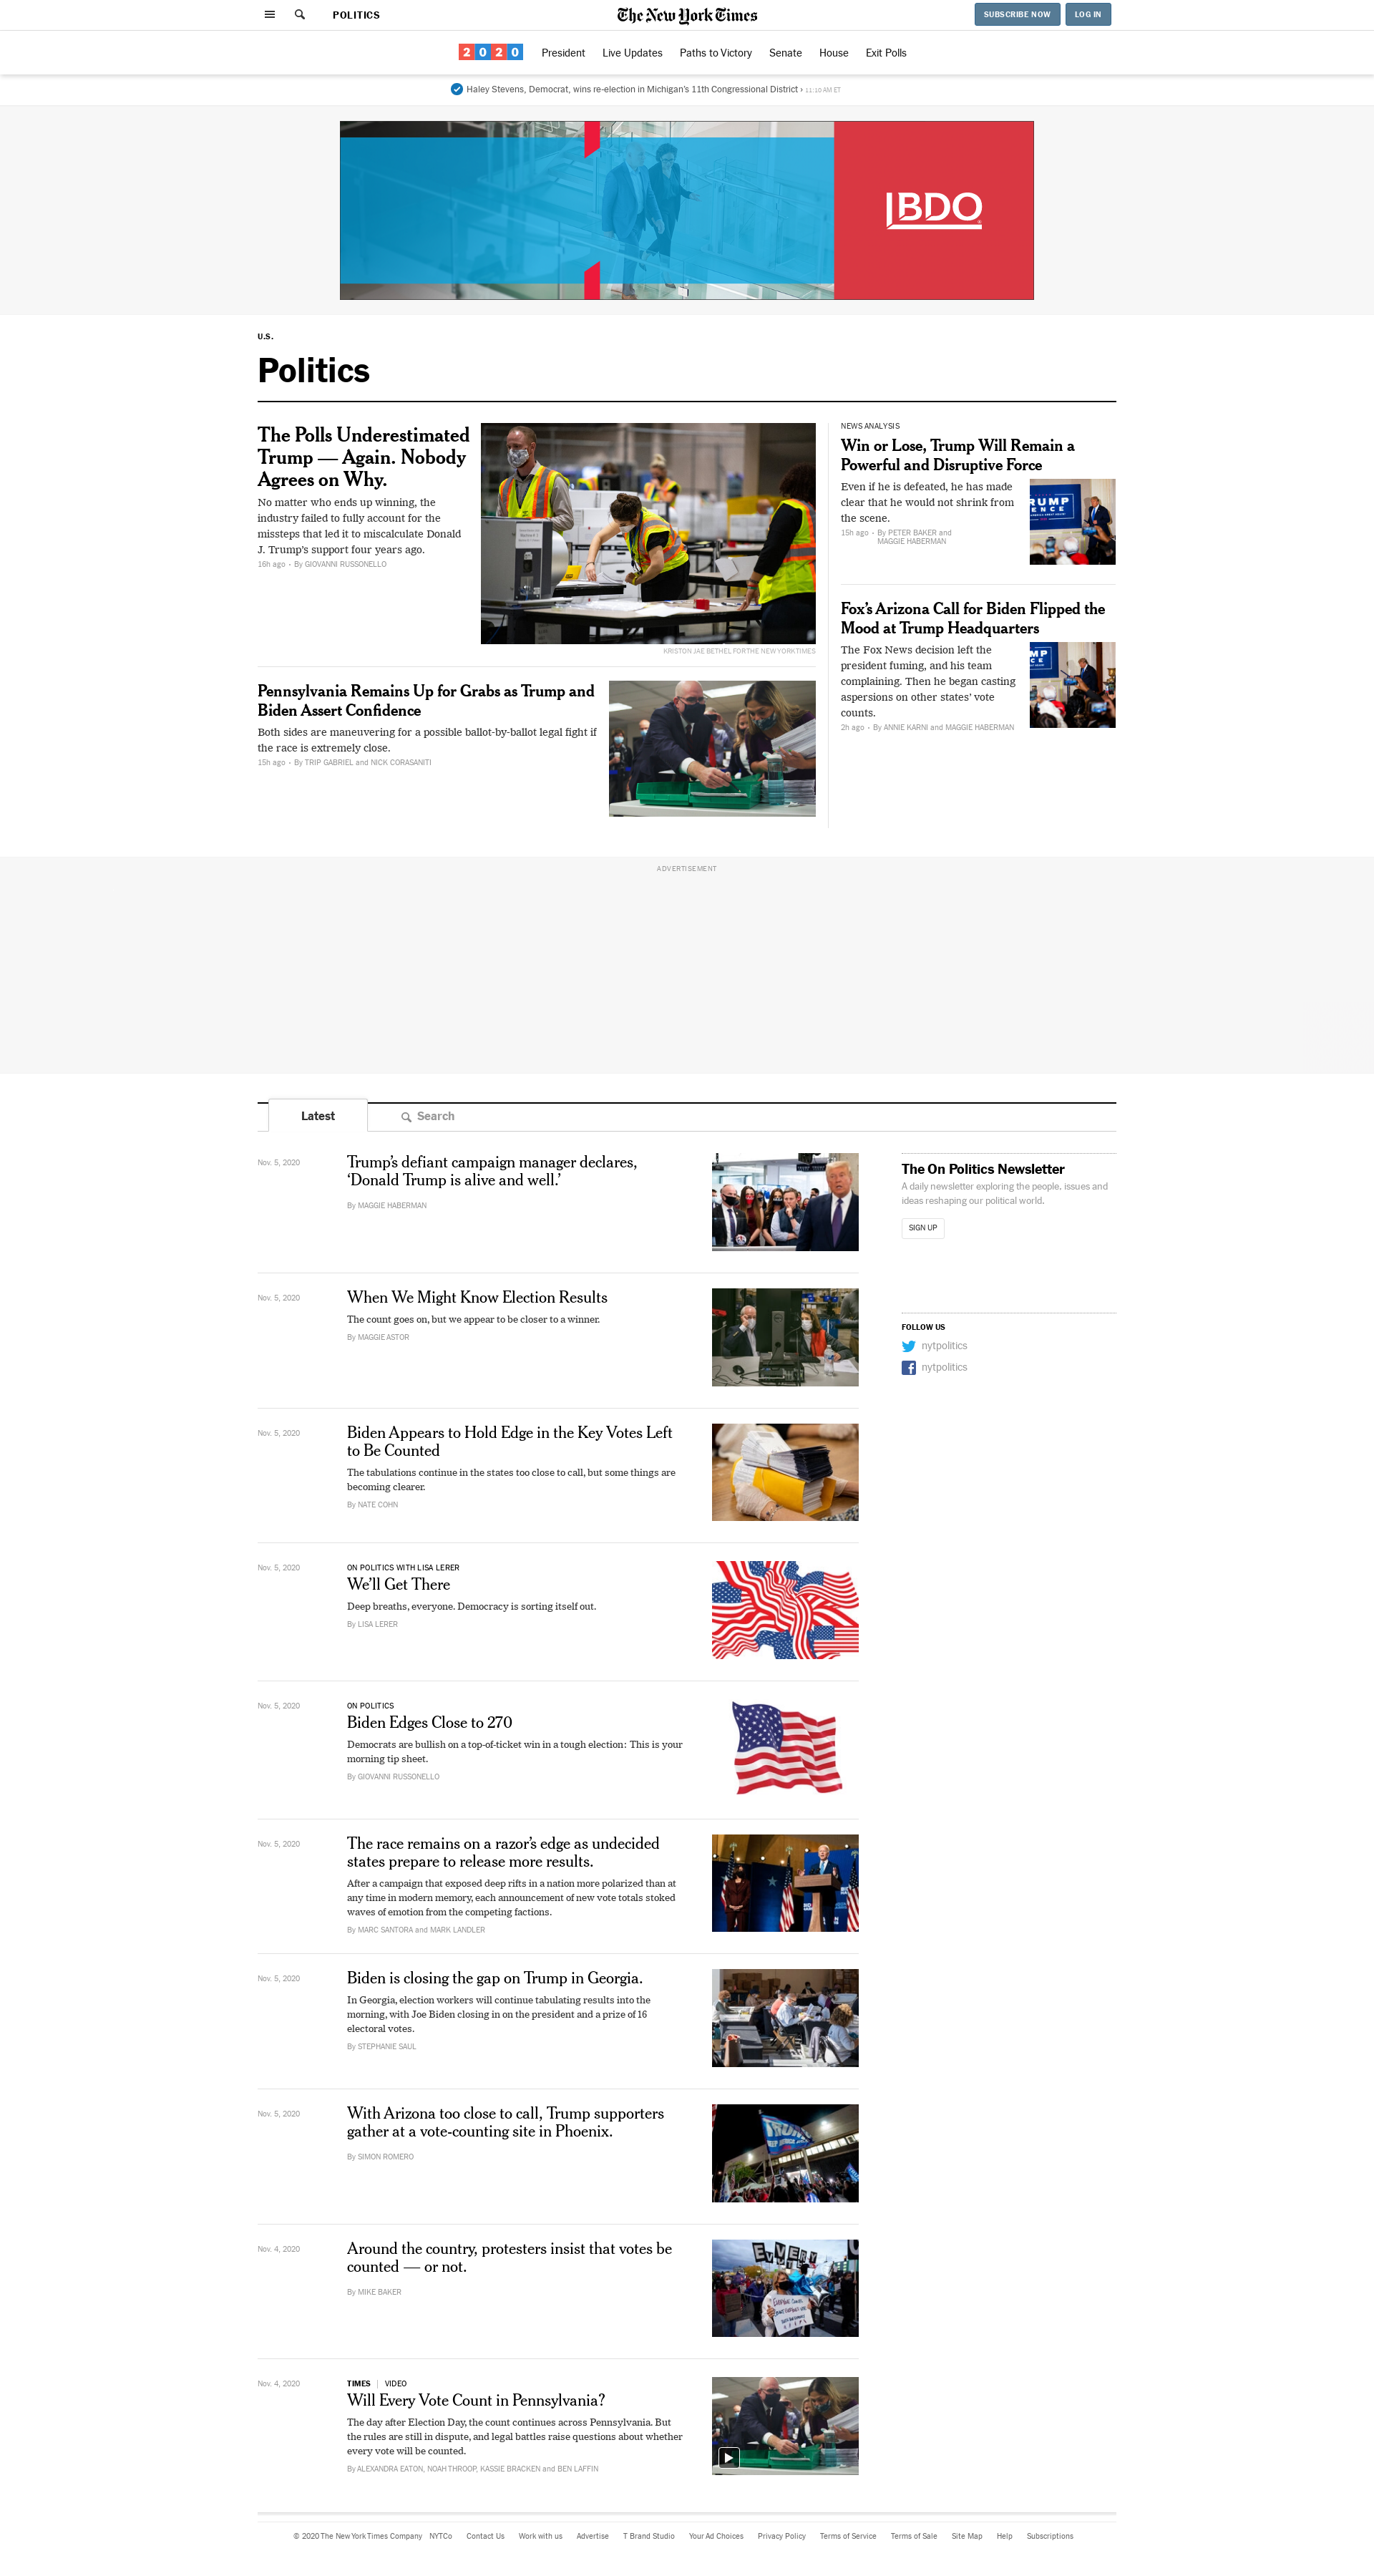 POLITICS
The New York Times
SUBSCRIBE NOW
LOG IN
2020
President
Live Updates
Paths to Victory
Senate
House
Exit Polls
Haley Stevens, Democrat, wins re-election in Michigan's 11th Congressional District › 11:10 AM ET
BDO
U.S.
Politics
The Polls Underestimated
Trump — Again. Nobody
Agrees on Why.
No matter who ends up winning, the
industry failed to fully account for the
missteps that led it to miscalculate Donald
J. Trump's support four years ago.
16h ago • By GIOVANNI RUSSONELLO
KRISTON JAE BETHEL FOR THE NEW YORK TIMES
Pennsylvania Remains Up for Grabs as Trump and
Biden Assert Confidence
Both sides are maneuvering for a possible ballot-by-ballot legal fight if
the race is extremely close.
15h ago • By TRIP GABRIEL and NICK CORASANITI
NEWS ANALYSIS
Win or Lose, Trump Will Remain a
Powerful and Disruptive Force
Even if he is defeated, he has made
clear that he would not shrink from
the scene.
15h ago • By PETER BAKER and
MAGGIE HABERMAN
Fox's Arizona Call for Biden Flipped the
Mood at Trump Headquarters
The Fox News decision left the
president fuming, and his team
complaining. Then he began casting
aspersions on other states' vote
counts.
2h ago • By ANNIE KARNI and MAGGIE HABERMAN
ADVERTISEMENT
Latest
Search
Nov. 5, 2020
Trump's defiant campaign manager declares,
'Donald Trump is alive and well.'
By MAGGIE HABERMAN
The On Politics Newsletter
A daily newsletter exploring the people, issues and
ideas reshaping our political world.
SIGN UP
FOLLOW US
nytpolitics
nytpolitics
Nov. 5, 2020
When We Might Know Election Results
The count goes on, but we appear to be closer to a winner.
By MAGGIE ASTOR
Nov. 5, 2020
Biden Appears to Hold Edge in the Key Votes Left
to Be Counted
The tabulations continue in the states too close to call, but some things are
becoming clearer.
By NATE COHN
Nov. 5, 2020
ON POLITICS WITH LISA LERER
We'll Get There
Deep breaths, everyone. Democracy is sorting itself out.
By LISA LERER
Nov. 5, 2020
ON POLITICS
Biden Edges Close to 270
Democrats are bullish on a top-of-ticket win in a tough election: This is your
morning tip sheet.
By GIOVANNI RUSSONELLO
Nov. 5, 2020
The race remains on a razor's edge as undecided
states prepare to release more results.
After a campaign that exposed deep rifts in a nation more polarized than at
any time in modern memory, each announcement of new vote totals stoked
waves of emotion from the competing factions.
By MARC SANTORA and MARK LANDLER
Nov. 5, 2020
Biden is closing the gap on Trump in Georgia.
In Georgia, election workers will continue tabulating results into the
morning, with Joe Biden closing in on the president and a prize of 16
electoral votes.
By STEPHANIE SAUL
Nov. 5, 2020
With Arizona too close to call, Trump supporters
gather at a vote-counting site in Phoenix.
By SIMON ROMERO
Nov. 4, 2020
Around the country, protesters insist that votes be
counted — or not.
By MIKE BAKER
Nov. 4, 2020
TIMES | VIDEO
Will Every Vote Count in Pennsylvania?
The day after Election Day, the count continues across Pennsylvania. But
the rules are still in dispute, and legal battles raise questions about whether
every vote will be counted.
By ALEXANDRA EATON, NOAH THROOP, KASSIE BRACKEN and BEN LAFFIN
© 2020 The New York Times Company
NYTCo
Contact Us
Work with us
Advertise
T Brand Studio
Your Ad Choices
Privacy Policy
Terms of Service
Terms of Sale
Site Map
Help
Subscriptions